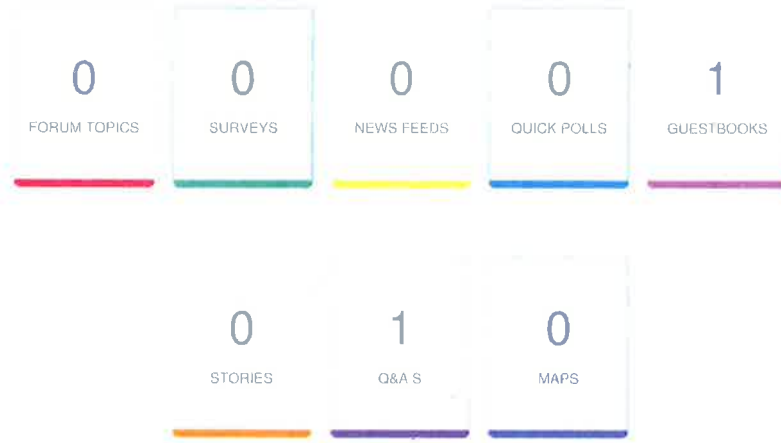 0 0 0 0 1
FORUM TOPICS SURVEYS NEWS FEEDS QUICK POLLS GUESTBOOKS
0 1 0
STORIES Q&A S MAPS